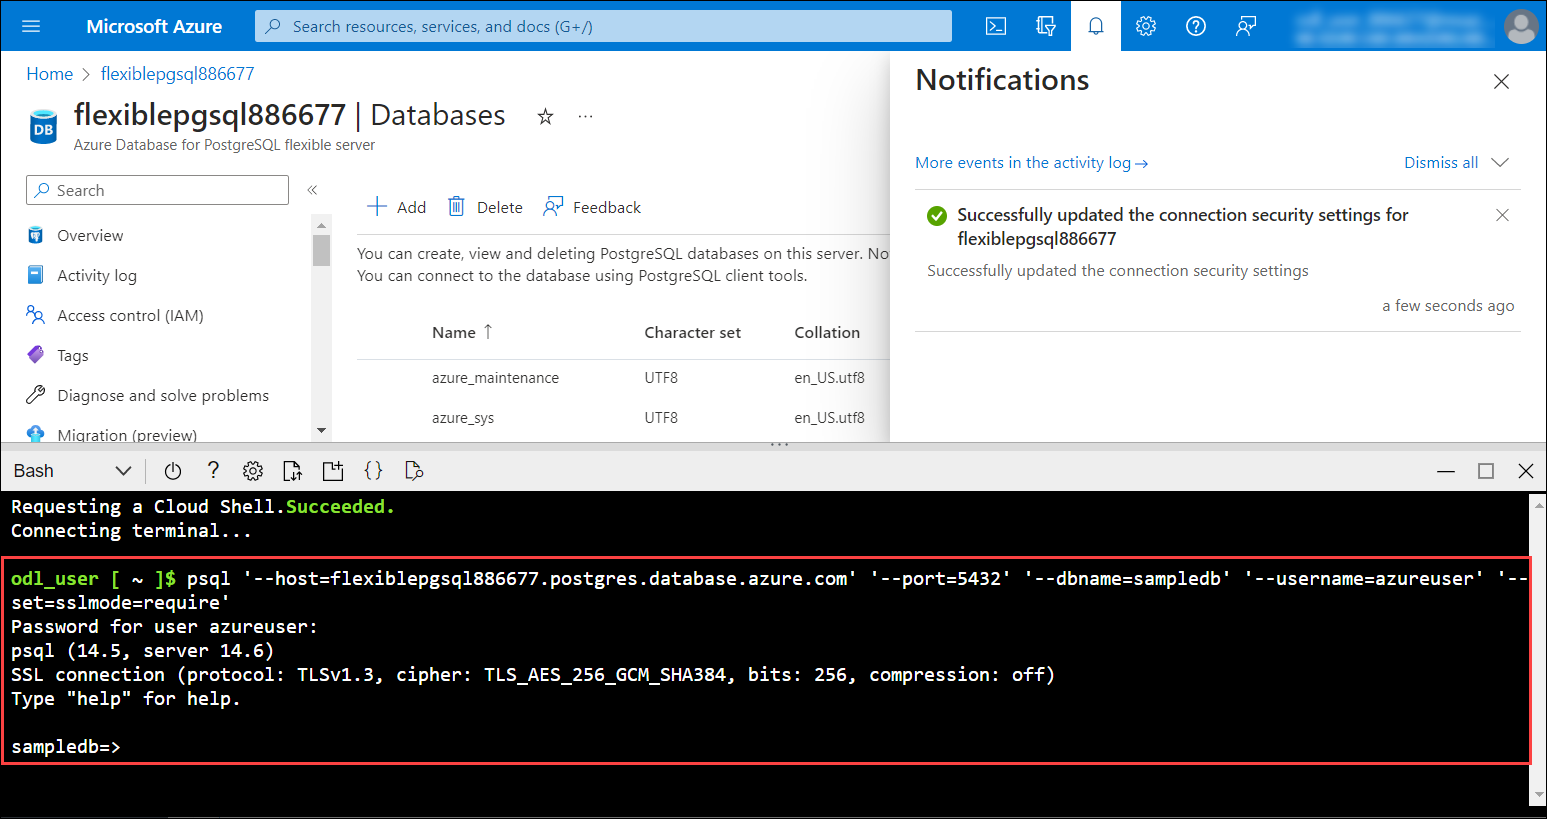 Microsoft Azure
Search resources, services, and docs (G+/)
Home > flexiblepgsql886677
flexiblepgsql886677 | Databases
Azure Database for PostgreSQL flexible server
Search
Overview
Activity log
Access control (IAM)
Tags
Diagnose and solve problems
Migration (preview)
Add
Delete
Feedback
You can create, view and deleting PostgreSQL databases on this server. No
You can connect to the database using PostgreSQL client tools.
Name ↑ Character set Collation
azure_maintenance UTF8 en_US.utf8
azure_sys UTF8 en_US.utf8
Notifications
More events in the activity log →
Dismiss all
Successfully updated the connection security settings for
flexiblepgsql886677
Successfully updated the connection security settings
a few seconds ago
Bash
Requesting a Cloud Shell.Succeeded.
Connecting terminal...
odl_user [ ~ ]$ psql '--host=flexiblepgsql886677.postgres.database.azure.com' '--port=5432' '--dbname=sampledb' '--username=azureuser' '--
set=sslmode=require'
Password for user azureuser:
psql (14.5, server 14.6)
SSL connection (protocol: TLSv1.3, cipher: TLS_AES_256_GCM_SHA384, bits: 256, compression: off)
Type "help" for help.
sampledb=>